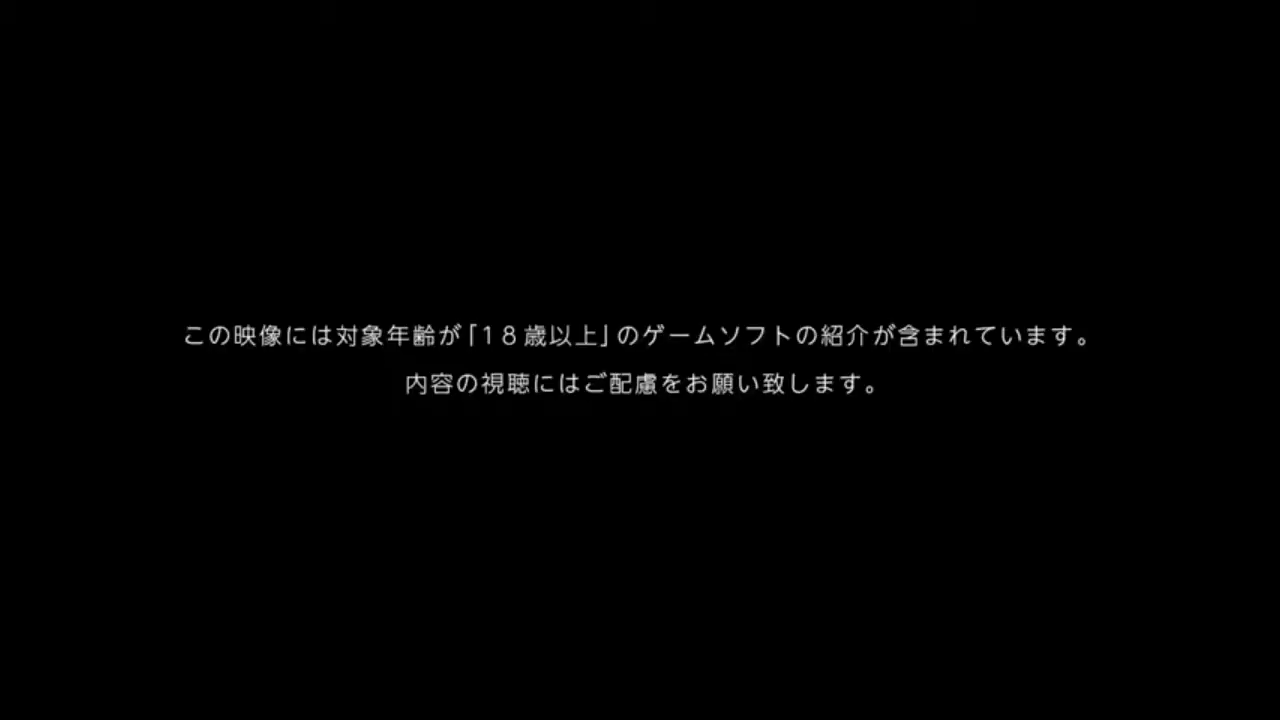 この映像には対象年齢が「18歳以上」のゲームソフトの紹介が含まれています。
内容の視聴にはご配慮をお願い致します。